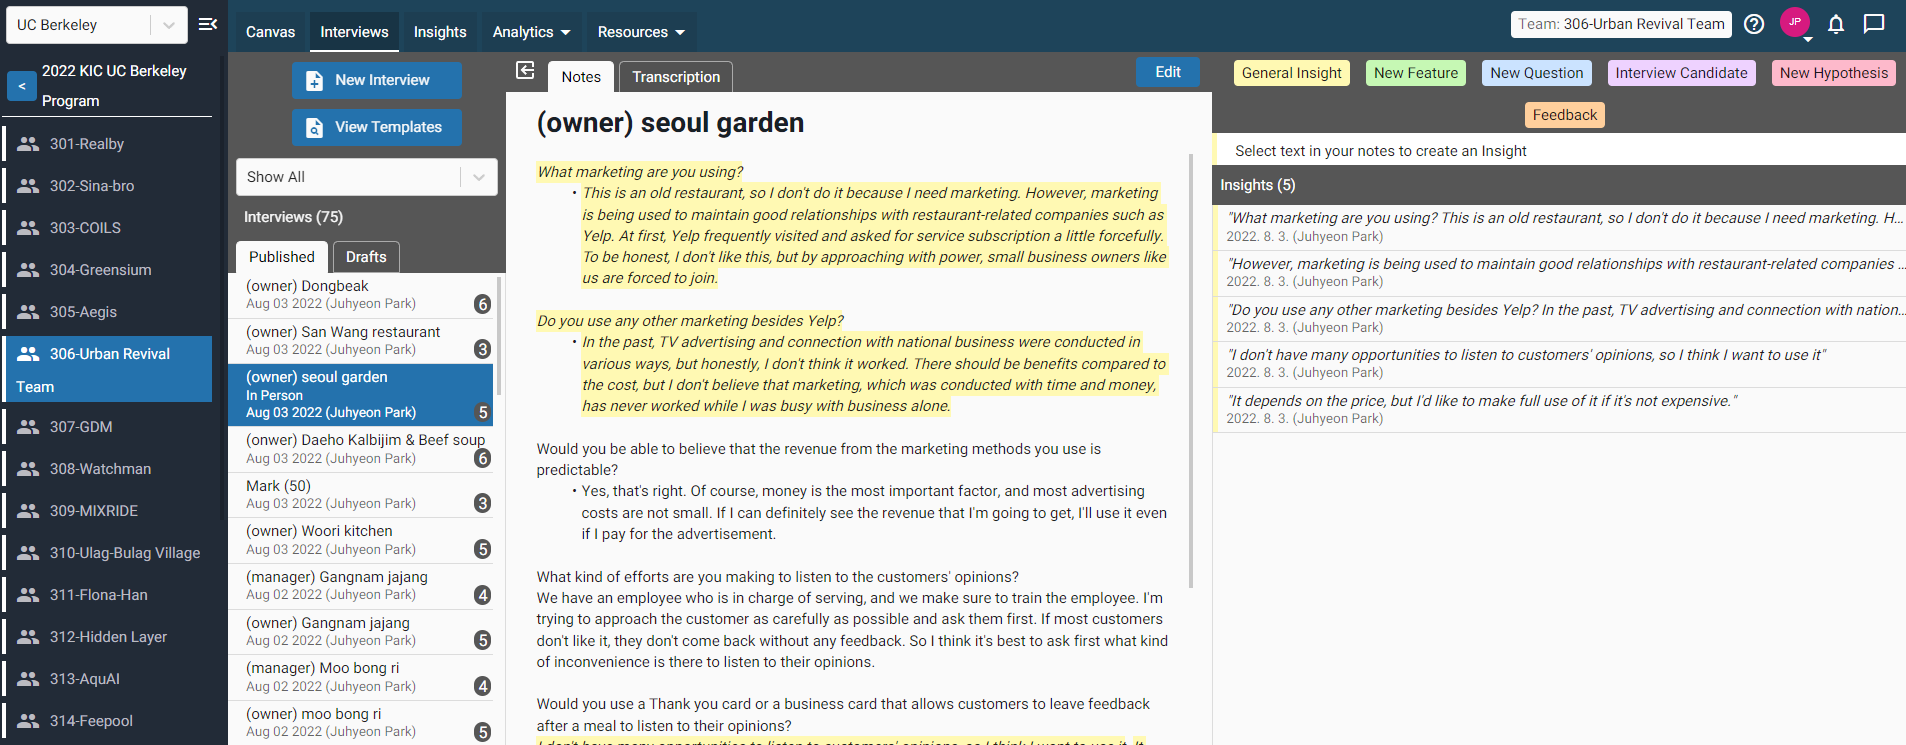 UC Berkeley
Canvas
Interviews
Insights
Analytics
Resources
Team: 306-Urban Revival Team
JP
<
2022 KIC UC Berkeley
Program
301-Realby
302-Sina-bro
303-COILS
304-Greensium
305-Aegis
306-Urban Revival
Team
307-GDM
308-Watchman
309-MIXRIDE
310-Ulag-Bulag Village
311-Flona-Han
312-Hidden Layer
313-AquAI
314-Feepool
New Interview
View Templates
Show All
Interviews (75)
Published
Drafts
(owner) Dongbeak
Aug 03 2022 (Juhyeon Park)
6
(owner) San Wang restaurant
Aug 03 2022 (Juhyeon Park)
3
(owner) seoul garden
In Person
Aug 03 2022 (Juhyeon Park)
5
(onwer) Daeho Kalbijim & Beef soup
Aug 03 2022 (Juhyeon Park)
6
Mark (50)
Aug 03 2022 (Juhyeon Park)
3
(owner) Woori kitchen
Aug 03 2022 (Juhyeon Park)
5
(manager) Gangnam jajang
Aug 02 2022 (Juhyeon Park)
4
(owner) Gangnam jajang
Aug 02 2022 (Juhyeon Park)
5
(manager) Moo bong ri
Aug 02 2022 (Juhyeon Park)
4
(owner) moo bong ri
Aug 02 2022 (Juhyeon Park)
5
Notes
Transcription
Edit
(owner) seoul garden
What marketing are you using?
• This is an old restaurant, so I don't do it because I need marketing. However, marketing
is being used to maintain good relationships with restaurant-related companies such as
Yelp. At first, Yelp frequently visited and asked for service subscription a little forcefully.
To be honest, I don't like this, but by approaching with power, small business owners like
us are forced to join.
Do you use any other marketing besides Yelp?
• In the past, TV advertising and connection with national business were conducted in
various ways, but honestly, I don't think it worked. There should be benefits compared to
the cost, but I don't believe that marketing, which was conducted with time and money,
has never worked while I was busy with business alone.
Would you be able to believe that the revenue from the marketing methods you use is
predictable?
• Yes, that's right. Of course, money is the most important factor, and most advertising
costs are not small. If I can definitely see the revenue that I'm going to get, I'll use it even
if I pay for the advertisement.
What kind of efforts are you making to listen to the customers' opinions?
We have an employee who is in charge of serving, and we make sure to train the employee. I'm
trying to approach the customer as carefully as possible and ask them first. If most customers
don't like it, they don't come back without any feedback. So I think it's best to ask first what kind
of inconvenience is there to listen to their opinions.
Would you use a Thank you card or a business card that allows customers to leave feedback
after a meal to listen to their opinions?
I don't have many opportunities to listen to customers' opinions, so I think I want to use it. It
General Insight
New Feature
New Question
Interview Candidate
New Hypothesis
Feedback
Select text in your notes to create an Insight
Insights (5)
"What marketing are you using? This is an old restaurant, so I don't do it because I need marketing. H...
2022. 8. 3. (Juhyeon Park)
"However, marketing is being used to maintain good relationships with restaurant-related companies ...
2022. 8. 3. (Juhyeon Park)
"Do you use any other marketing besides Yelp? In the past, TV advertising and connection with nation...
2022. 8. 3. (Juhyeon Park)
"I don't have many opportunities to listen to customers' opinions, so I think I want to use it"
2022. 8. 3. (Juhyeon Park)
"It depends on the price, but I'd like to make full use of it if it's not expensive."
2022. 8. 3. (Juhyeon Park)